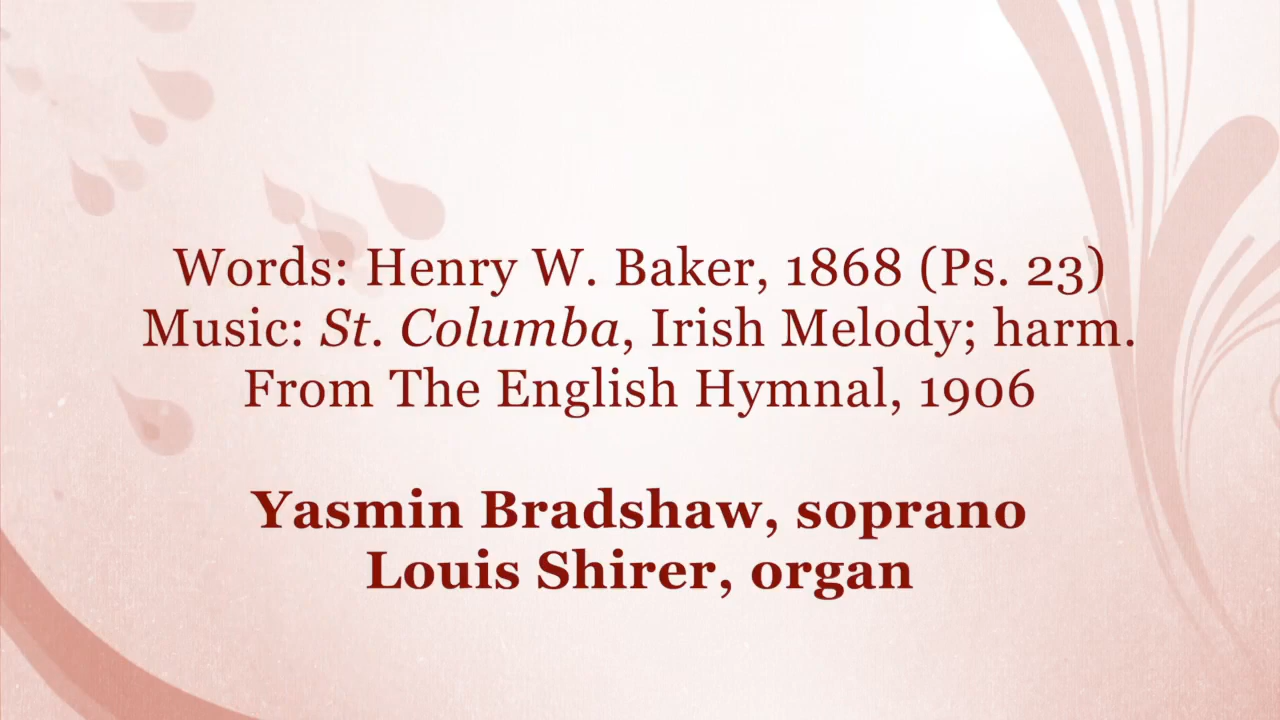 Words: Henry W. Baker, 1868 (Ps. 23)
Music: St. Columba, Irish Melody; harm.
From The English Hymnal, 1906
Yasmin Bradshaw, soprano
Louis Shirer, organ